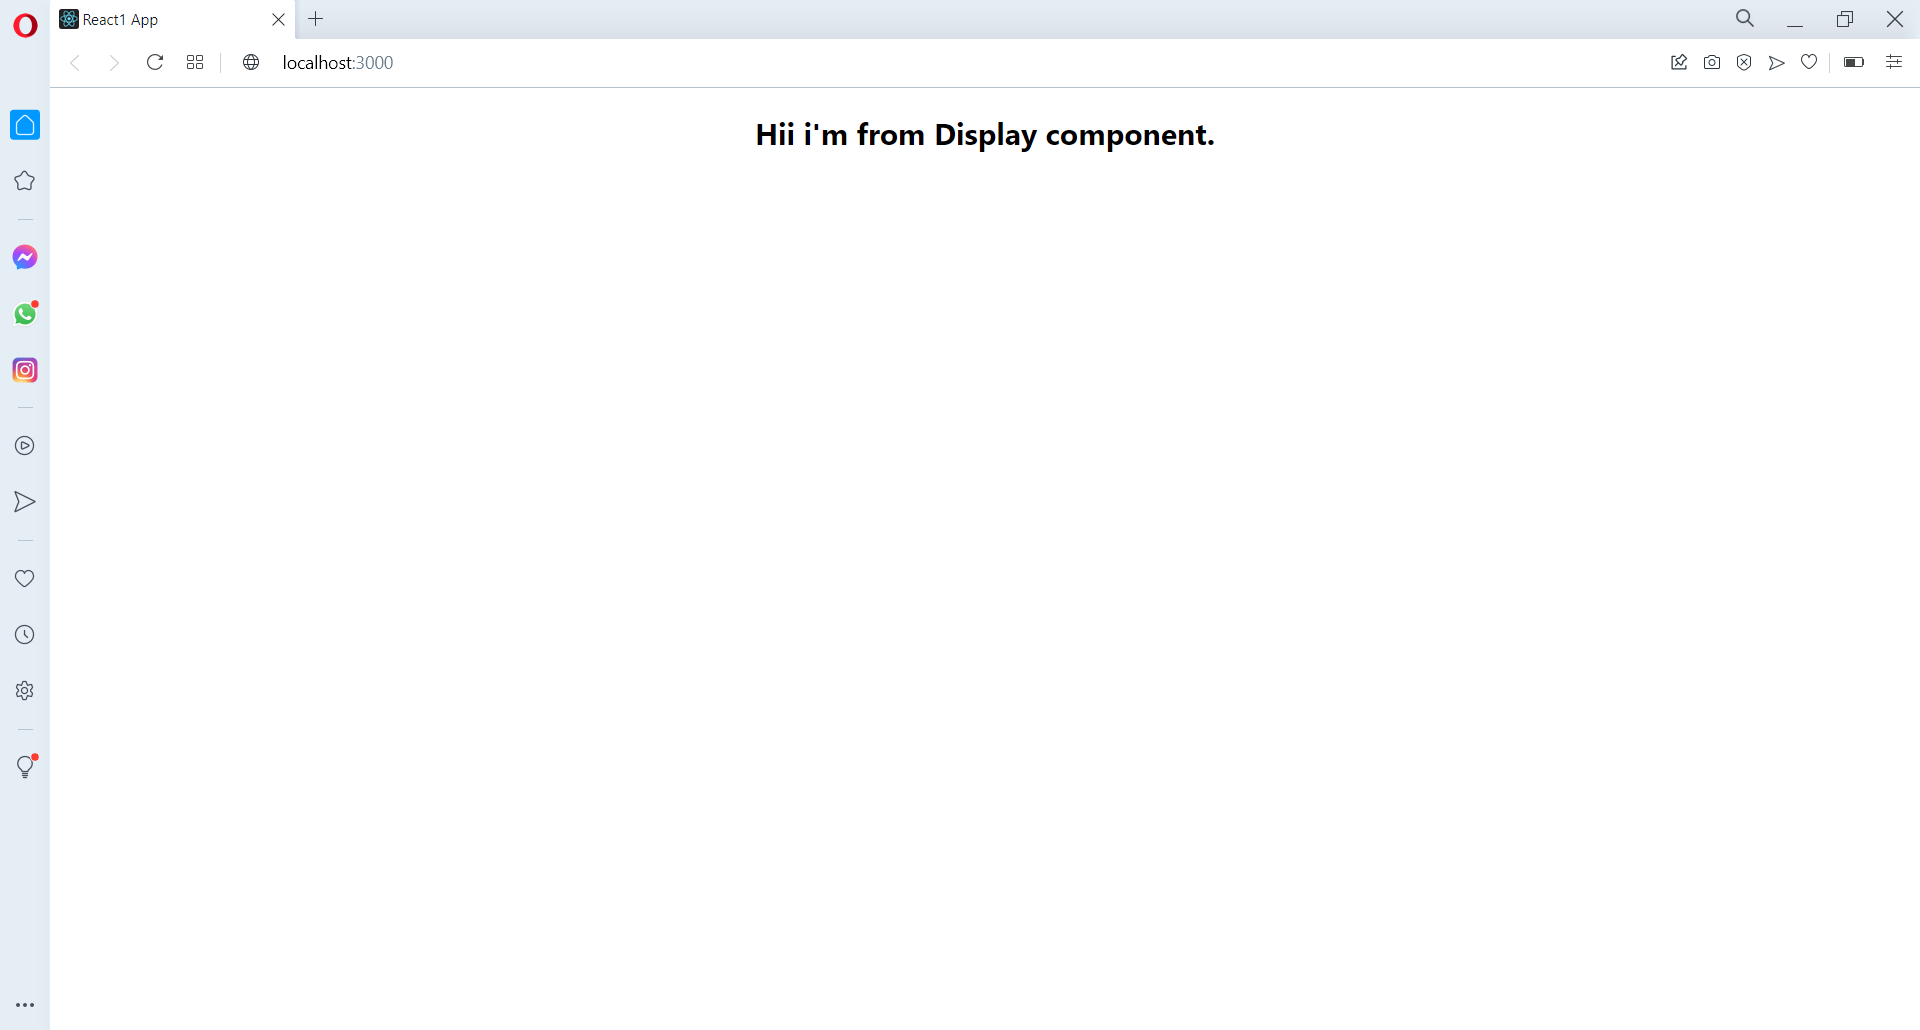 React1 App
localhost:3000
Hii i'm from Display component.